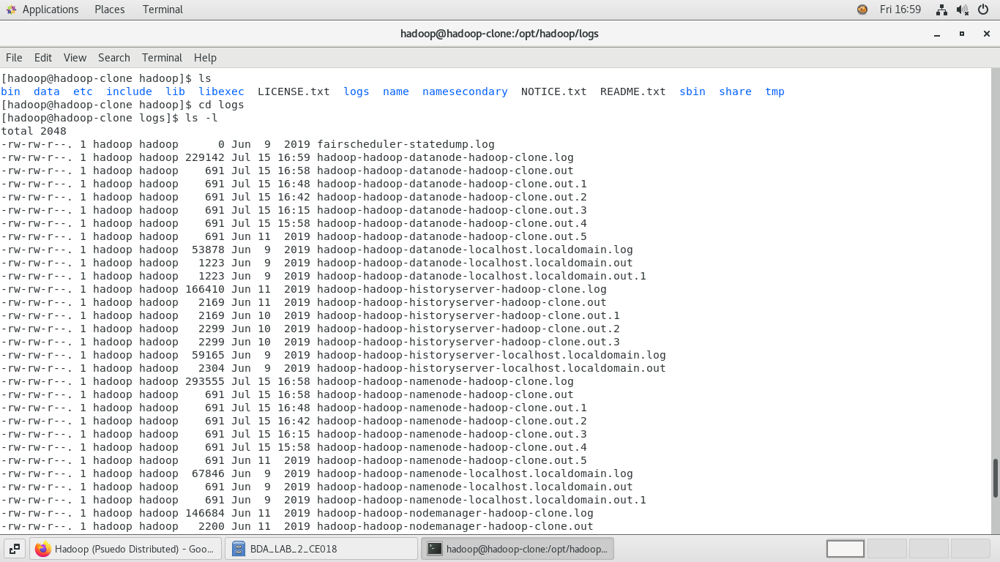 Applications Places Terminal Fri 16:59
hadoop@hadoop-clone:/opt/hadoop/logs
File Edit View Search Terminal Help
[hadoop@hadoop-clone hadoop]$ ls
bin data etc include lib libexec LICENSE.txt logs name namesecondary NOTICE.txt README.txt sbin share tmp
[hadoop@hadoop-clone hadoop]$ cd logs
[hadoop@hadoop-clone logs]$ ls -l
total 2048
-rw-rw-r--. 1 hadoop hadoop      0 Jun  9  2019 fairscheduler-statedump.log
-rw-rw-r--. 1 hadoop hadoop 229142 Jul 15 16:59 hadoop-hadoop-datanode-hadoop-clone.log
-rw-rw-r--. 1 hadoop hadoop    691 Jul 15 16:58 hadoop-hadoop-datanode-hadoop-clone.out
-rw-rw-r--. 1 hadoop hadoop    691 Jul 15 16:48 hadoop-hadoop-datanode-hadoop-clone.out.1
-rw-rw-r--. 1 hadoop hadoop    691 Jul 15 16:42 hadoop-hadoop-datanode-hadoop-clone.out.2
-rw-rw-r--. 1 hadoop hadoop    691 Jul 15 16:15 hadoop-hadoop-datanode-hadoop-clone.out.3
-rw-rw-r--. 1 hadoop hadoop    691 Jul 15 15:58 hadoop-hadoop-datanode-hadoop-clone.out.4
-rw-rw-r--. 1 hadoop hadoop    691 Jun 11  2019 hadoop-hadoop-datanode-hadoop-clone.out.5
-rw-rw-r--. 1 hadoop hadoop  53878 Jun  9  2019 hadoop-hadoop-datanode-localhost.localdomain.log
-rw-rw-r--. 1 hadoop hadoop   1223 Jun  9  2019 hadoop-hadoop-datanode-localhost.localdomain.out
-rw-rw-r--. 1 hadoop hadoop   1223 Jun  9  2019 hadoop-hadoop-datanode-localhost.localdomain.out.1
-rw-rw-r--. 1 hadoop hadoop 166410 Jun 11  2019 hadoop-hadoop-historyserver-hadoop-clone.log
-rw-rw-r--. 1 hadoop hadoop   2169 Jun 11  2019 hadoop-hadoop-historyserver-hadoop-clone.out
-rw-rw-r--. 1 hadoop hadoop   2169 Jun 10  2019 hadoop-hadoop-historyserver-hadoop-clone.out.1
-rw-rw-r--. 1 hadoop hadoop   2299 Jun 10  2019 hadoop-hadoop-historyserver-hadoop-clone.out.2
-rw-rw-r--. 1 hadoop hadoop   2299 Jun 10  2019 hadoop-hadoop-historyserver-hadoop-clone.out.3
-rw-rw-r--. 1 hadoop hadoop  59165 Jun  9  2019 hadoop-hadoop-historyserver-localhost.localdomain.log
-rw-rw-r--. 1 hadoop hadoop   2304 Jun  9  2019 hadoop-hadoop-historyserver-localhost.localdomain.out
-rw-rw-r--. 1 hadoop hadoop 293555 Jul 15 16:58 hadoop-hadoop-namenode-hadoop-clone.log
-rw-rw-r--. 1 hadoop hadoop    691 Jul 15 16:58 hadoop-hadoop-namenode-hadoop-clone.out
-rw-rw-r--. 1 hadoop hadoop    691 Jul 15 16:48 hadoop-hadoop-namenode-hadoop-clone.out.1
-rw-rw-r--. 1 hadoop hadoop    691 Jul 15 16:42 hadoop-hadoop-namenode-hadoop-clone.out.2
-rw-rw-r--. 1 hadoop hadoop    691 Jul 15 16:15 hadoop-hadoop-namenode-hadoop-clone.out.3
-rw-rw-r--. 1 hadoop hadoop    691 Jul 15 15:58 hadoop-hadoop-namenode-hadoop-clone.out.4
-rw-rw-r--. 1 hadoop hadoop    691 Jun 11  2019 hadoop-hadoop-namenode-hadoop-clone.out.5
-rw-rw-r--. 1 hadoop hadoop  67846 Jun  9  2019 hadoop-hadoop-namenode-localhost.localdomain.log
-rw-rw-r--. 1 hadoop hadoop    691 Jun  9  2019 hadoop-hadoop-namenode-localhost.localdomain.out
-rw-rw-r--. 1 hadoop hadoop    691 Jun  9  2019 hadoop-hadoop-namenode-localhost.localdomain.out.1
-rw-rw-r--. 1 hadoop hadoop 146684 Jun 11  2019 hadoop-hadoop-nodemanager-hadoop-clone.log
-rw-rw-r--. 1 hadoop hadoop   2200 Jun 11  2019 hadoop-hadoop-nodemanager-hadoop-clone.out
Hadoop (Psuedo Distributed) - Goo... BDA_LAB_2_CE018 hadoop@hadoop-clone:/opt/hadoop...